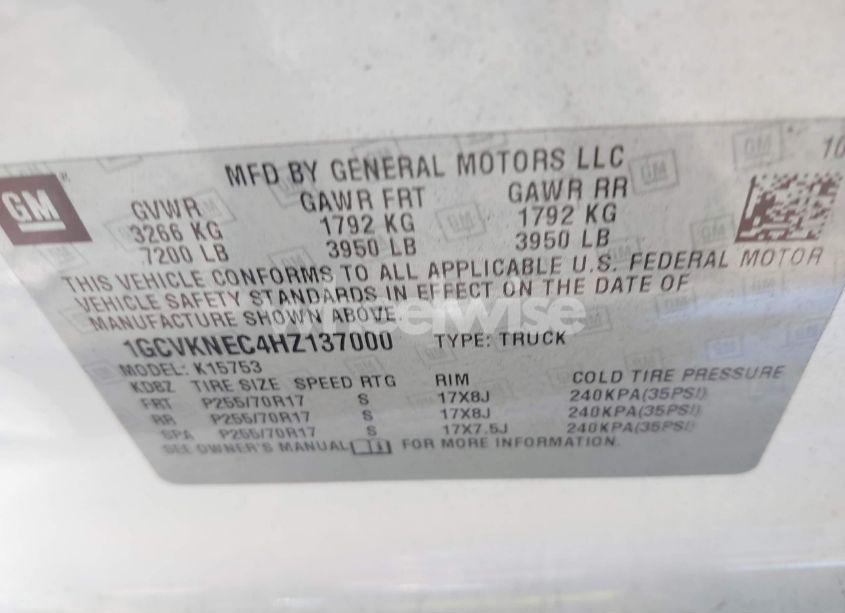 MFD BY GENERAL MOTORS LLC
10
GM
GVWR GAWR FRT GAWR RR
3266 KG 1792 KG 1792 KG
7200 LB 3950 LB 3950 LB
THIS VEHICLE CONFORMS TO ALL APPLICABLE U.S. FEDERAL MOTOR
VEHICLE SAFETY STANDARDS IN EFFECT ON THE DATE OF
MANUFACTURE SHOWN ABOVE.
wheelwise
1GCVKNEC4HZ137000 TYPE: TRUCK
MODEL: K15753
KDBZ TIRE SIZE SPEED RTG RIM COLD TIRE PRESSURE
FRT P255/70R17 S 17X8J 240KPA(35PSI)
RR P255/70R17 S 17X8J 240KPA(35PSI)
SPA P255/70R17 S 17X7.5J 240KPA(35PSI)
SEE OWNER'S MANUAL FOR MORE INFORMATION.